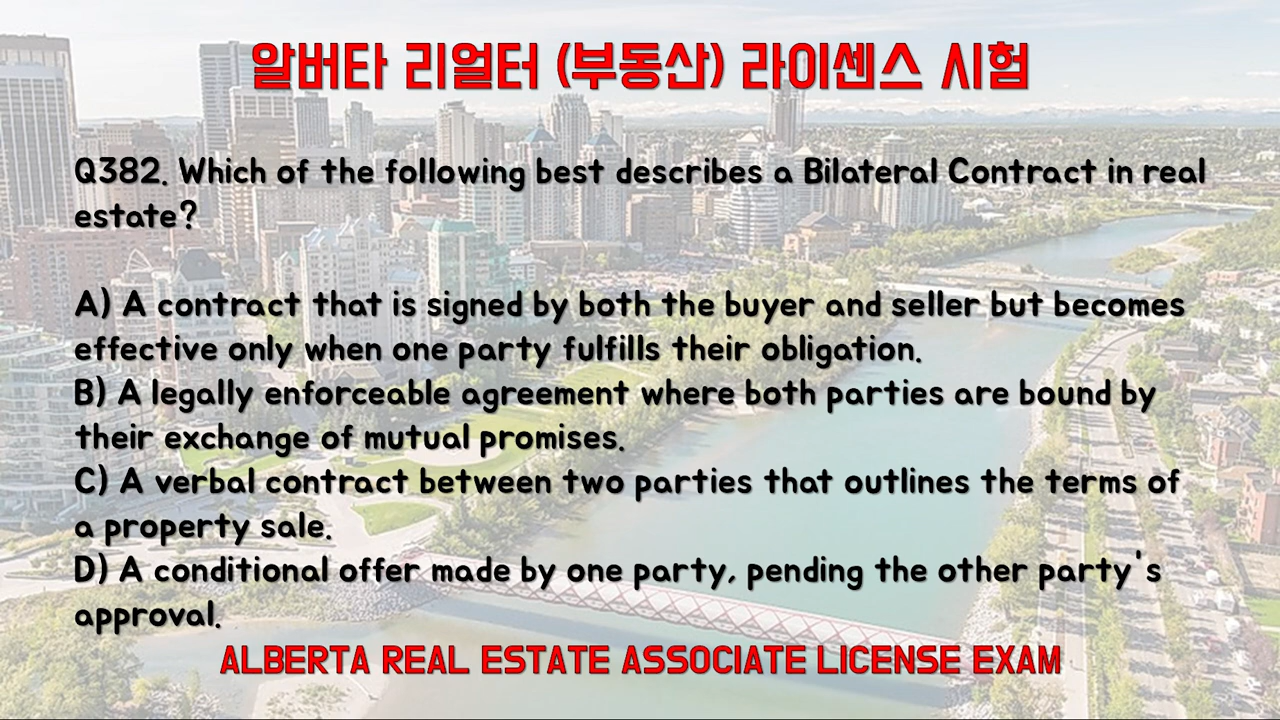 알버타 리얼터 (부동산) 라이센스 시험
Q382. Which of the following best describes a Bilateral Contract in real
estate?
A) A contract that is signed by both the buyer and seller but becomes
effective only when one party fulfills their obligation.
B) A legally enforceable agreement where both parties are bound by
their exchange of mutual promises.
C) A verbal contract between two parties that outlines the terms of
a property sale.
D) A conditional offer made by one party, pending the other party's
approval.
ALBERTA REAL ESTATE ASSOCIATE LICENSE EXAM